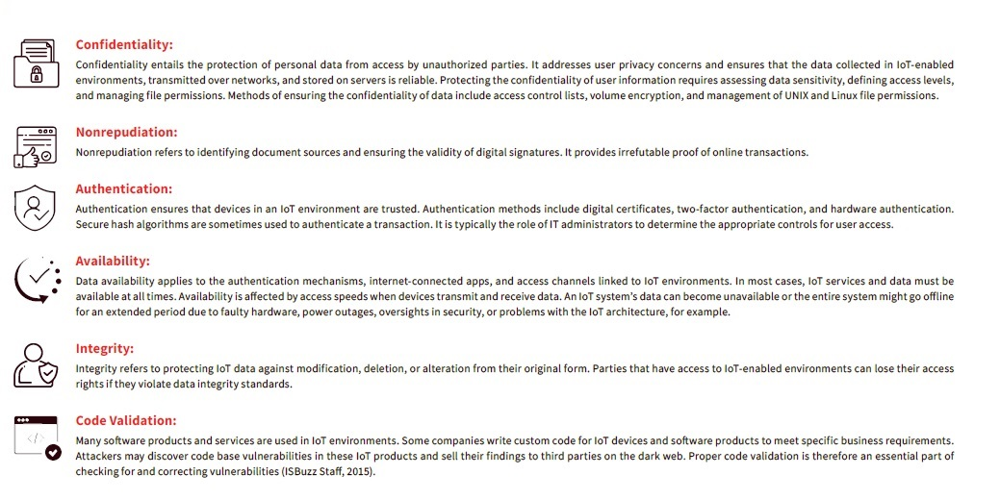 Confidentiality:
Confidentiality entails the protection of personal data from access by unauthorized parties. It addresses user privacy concerns and ensures that the data collected in IoT-enabled
environments, transmitted over networks, and stored on servers is reliable. Protecting the confidentiality of user information requires assessing data sensitivity, defining access levels,
and managing file permissions. Methods of ensuring the confidentiality of data include access control lists, volume encryption, and management of UNIX and Linux file permissions.
Nonrepudiation:
Nonrepudiation refers to identifying document sources and ensuring the validity of digital signatures. It provides irrefutable proof of online transactions.
Authentication:
Authentication ensures that devices in an IoT environment are trusted. Authentication methods include digital certificates, two-factor authentication, and hardware authentication.
Secure hash algorithms are sometimes used to authenticate a transaction. It is typically the role of IT administrators to determine the appropriate controls for user access.
Availability:
Data availability applies to the authentication mechanisms, internet-connected apps, and access channels linked to IoT environments. In most cases, IoT services and data must be
available at all times. Availability is affected by access speeds when devices transmit and receive data. An IoT system's data can become unavailable or the entire system might go offline
for an extended period due to faulty hardware, power outages, oversights in security, or problems with the IoT architecture, for example.
Integrity:
Integrity refers to protecting IoT data against modification, deletion, or alteration from their original form. Parties that have access to IoT-enabled environments can lose their access
rights if they violate data integrity standards.
Code Validation:
Many software products and services are used in IoT environments. Some companies write custom code for IoT devices and software products to meet specific business requirements.
Attackers may discover code base vulnerabilities in these IoT products and sell their findings to third parties on the dark web. Proper code validation is therefore an essential part of
checking for and correcting vulnerabilities (ISBuzz Staff, 2015).